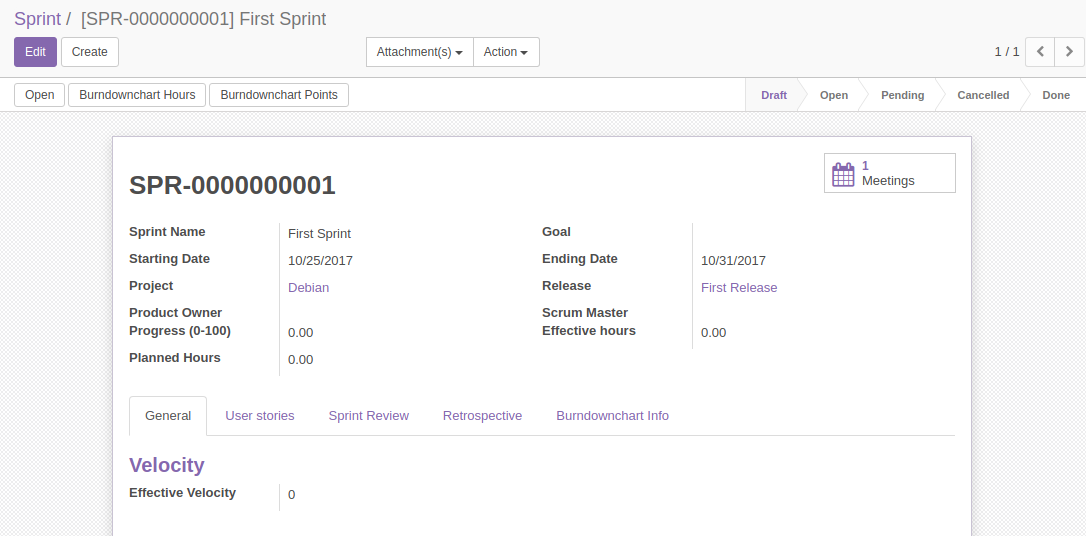 Sprint / [SPR-0000000001] First Sprint
Edit Create Attachment(s) Action 1 / 1
Open Burndownchart Hours Burndownchart Points Draft Open Pending Cancelled Done
1
Meetings
SPR-0000000001
Sprint Name First Sprint Goal
Starting Date 10/25/2017 Ending Date 10/31/2017
Project Debian Release First Release
Product Owner Scrum Master
Progress (0-100) 0.00 Effective hours 0.00
Planned Hours 0.00
General User stories Sprint Review Retrospective Burndownchart Info
Velocity
Effective Velocity 0